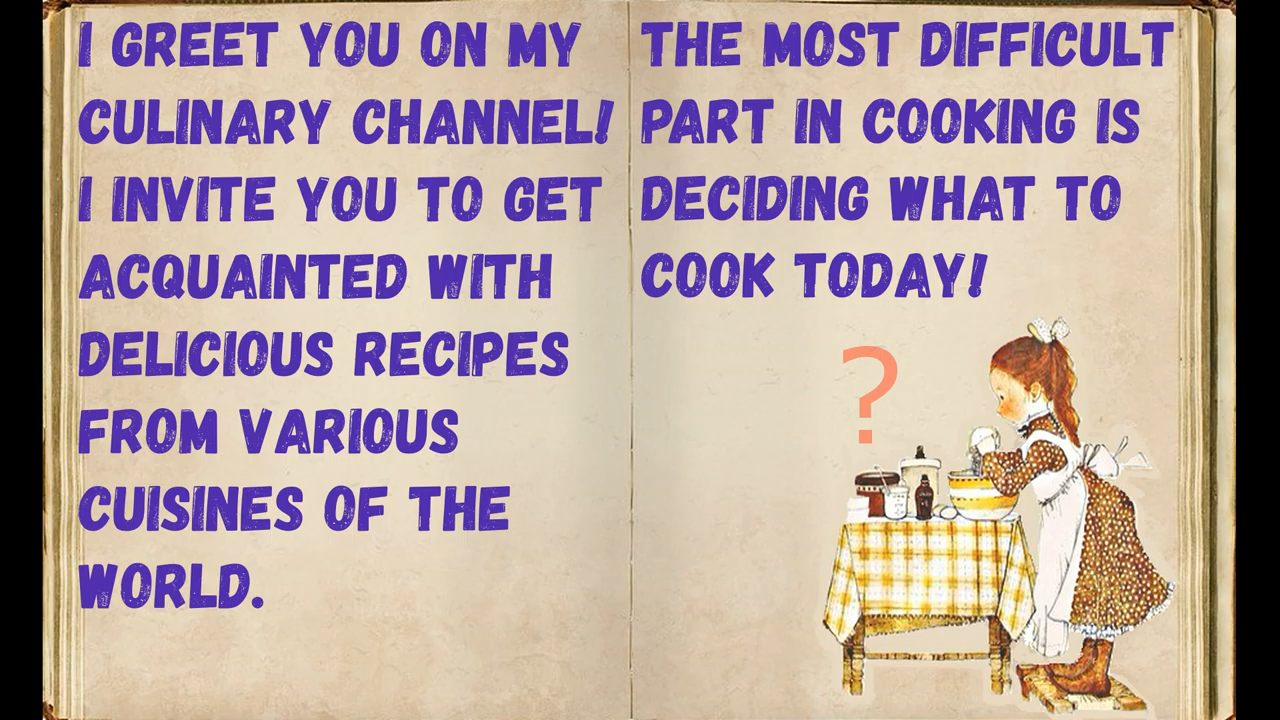 I GREET YOU ON MY
CULINARY CHANNEL!
I INVITE YOU TO GET
ACQUAINTED WITH
DELICIOUS RECIPES
FROM VARIOUS
CUISINES OF THE
WORLD.
THE MOST DIFFICULT
PART IN COOKING IS
DECIDING WHAT TO
COOK TODAY!
?